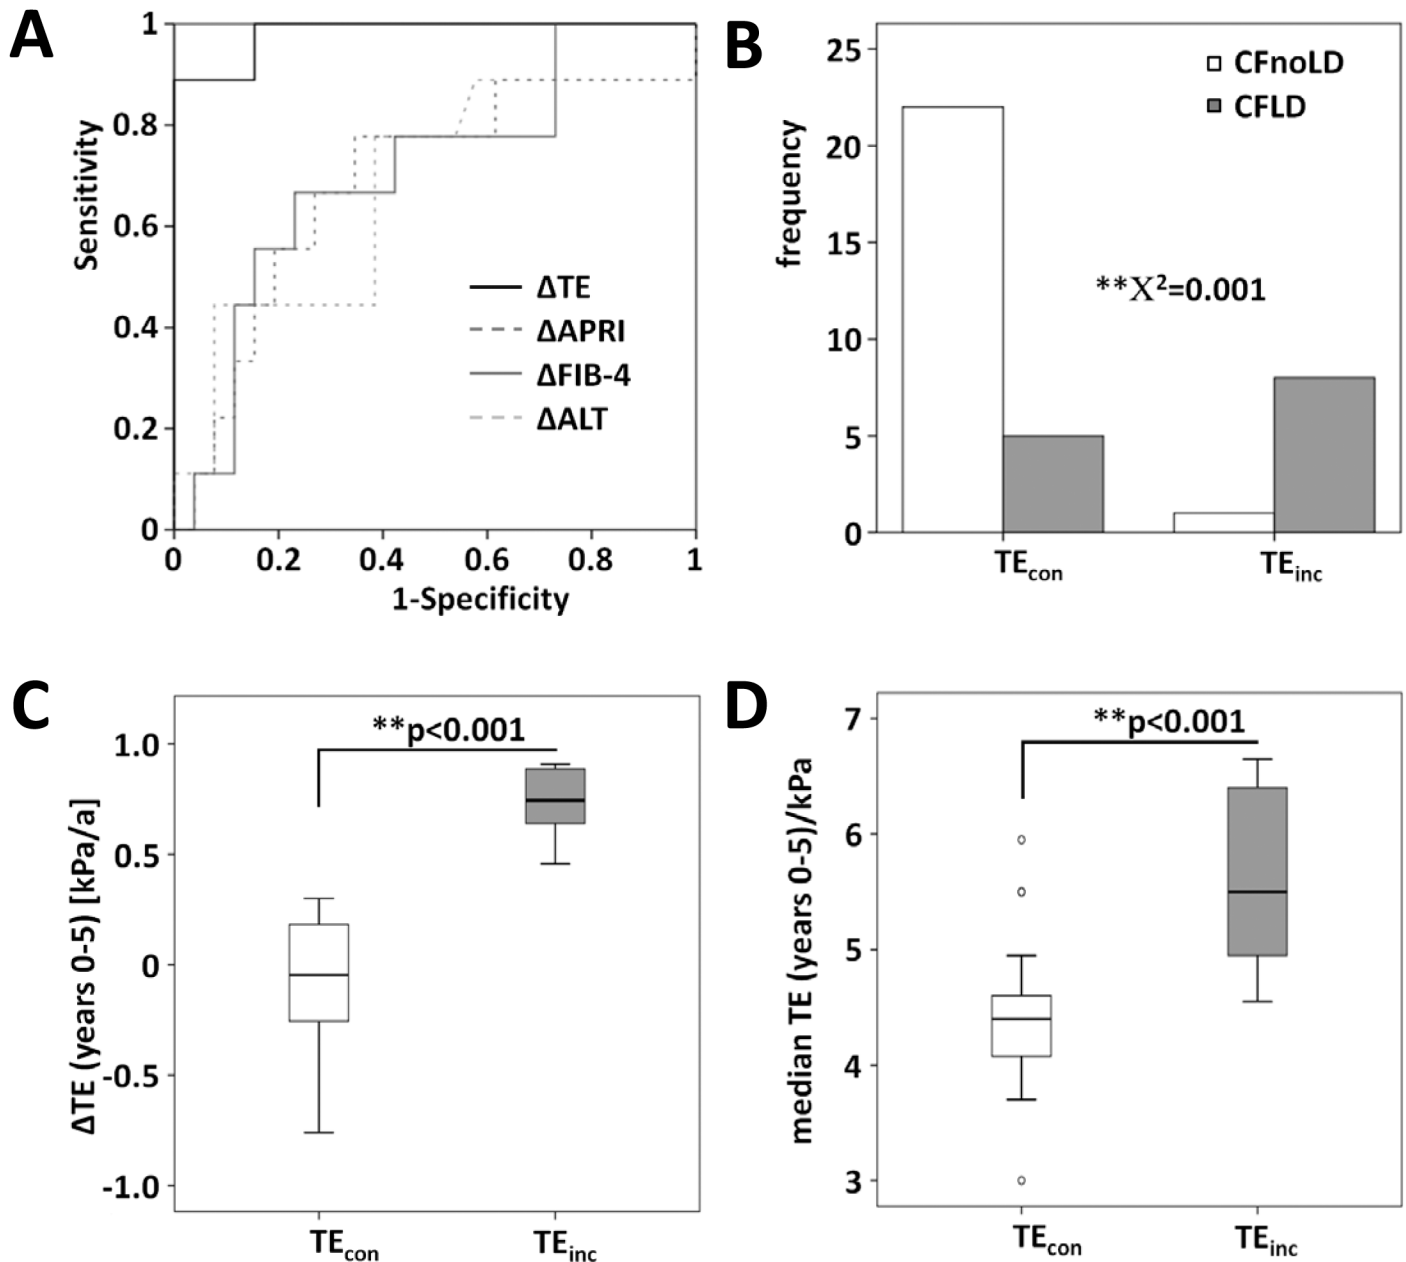 A
Sensitivity
1
0.8
0.6
0.4
0.2
0
0 0.2 0.4 0.6 0.8 1
1-Specificity
ΔTE
ΔAPRI
ΔFIB-4
ΔALT
B
frequency
25
20
15
10
5
0
CFnoLD
CFLD
**X²=0.001
TEcon TEinc
C
ΔTE (years 0-5) [kPa/a]
1.0
0.5
0
-0.5
-1.0
**p<0.001
TEcon TEinc
D
median TE (years 0-5)/kPa
7
6
5
4
3
**p<0.001
TEcon TEinc